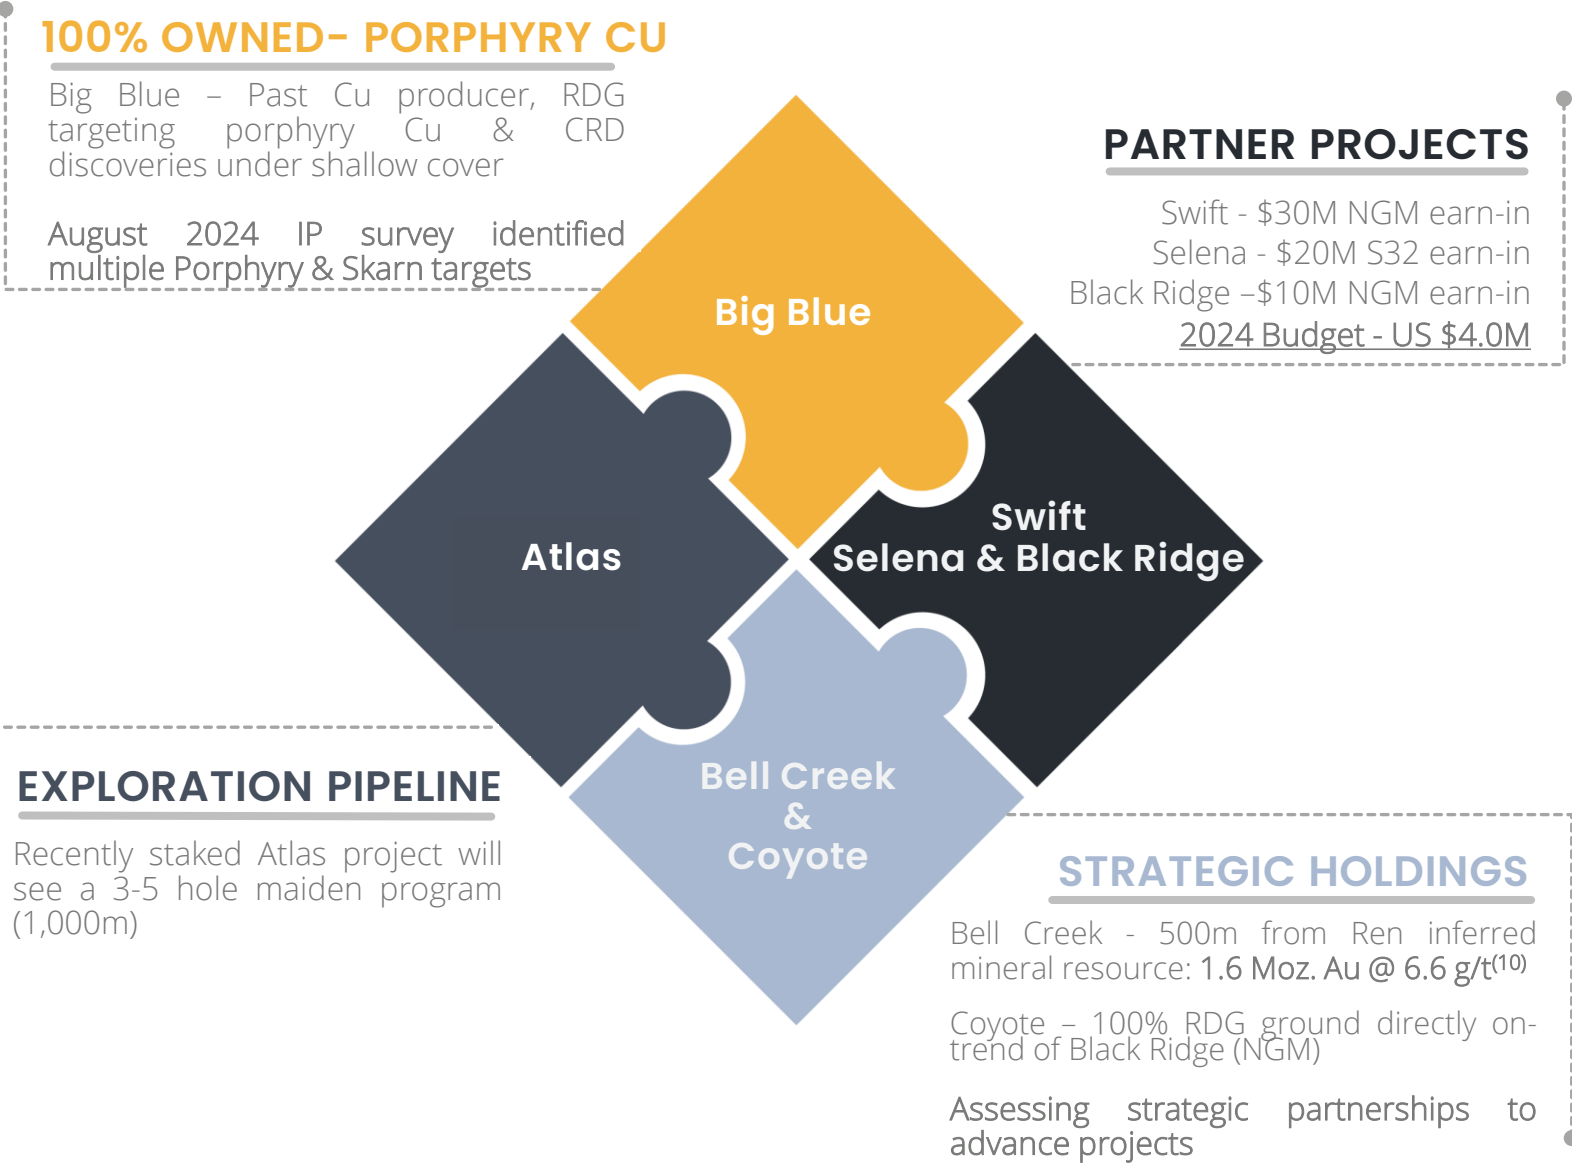 100% OWNED- PORPHYRY CU
Big Blue – Past Cu producer, RDG
targeting porphyry Cu & CRD
discoveries under shallow cover
August 2024 IP survey identified
multiple Porphyry & Skarn targets
PARTNER PROJECTS
Swift - $30M NGM earn-in
Selena - $20M S32 earn-in
Black Ridge –$10M NGM earn-in
2024 Budget - US $4.0M
Big Blue
Atlas
Swift
Selena & Black Ridge
Bell Creek
&
Coyote
EXPLORATION PIPELINE
Recently staked Atlas project will
see a 3-5 hole maiden program
(1,000m)
STRATEGIC HOLDINGS
Bell Creek - 500m from Ren inferred
mineral resource: 1.6 Moz. Au @ 6.6 g/t(10)
Coyote – 100% RDG ground directly on-
trend of Black Ridge (NGM)
Assessing strategic partnerships to
advance projects